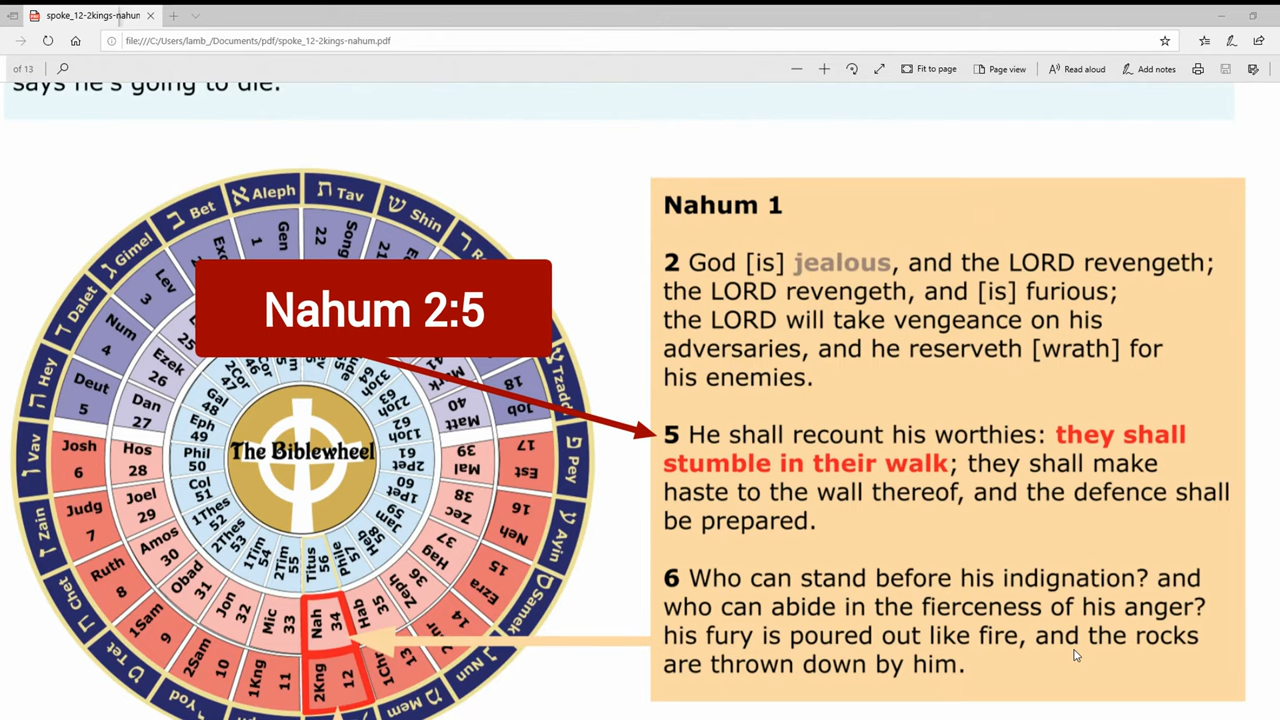 spoke_12-2kings-nahum
file:///C:/Users/lamb_/Documents/pdf/spoke_12-2kings-nahum.pdf
of 13
Fit to page
Page view
Read aloud
Add notes
says he's going to die.
Nahum 1
2 God [is] jealous, and the LORD revengeth;
the LORD revengeth, and [is] furious;
the LORD will take vengeance on his
adversaries, and he reserveth [wrath] for
his enemies.
5 He shall recount his worthies: they shall
stumble in their walk; they shall make
haste to the wall thereof, and the defence shall
be prepared.
6 Who can stand before his indignation? and
who can abide in the fierceness of his anger?
his fury is poured out like fire, and the rocks
are thrown down by him.
Nahum 2:5
The Biblewheel
א Aleph
ב Bet
ג Gimel
ד Dalet
ה Hey
ו Vav
ז Zain
ח Chet
ט Tet
י Yod
מ Mem
נ Nun
ס Samek
ע Ayin
פ Pey
Tzadd
ש Shin
ת Tav
Gen
1
Lev
3
Num
4
Deut
5
Josh
6
Judg
7
Ruth
8
1Sam
9
2Sam
10
1Kng
11
2Kng
12
1Ch
13
14
Ezra
15
Neh
16
Est
17
Job
18
21
Song
22
25
Ezek
26
Dan
27
Hos
28
Joel
29
Amos
30
Obad
31
Jon
32
Mic
33
Nah
34
Hab
35
Zeph
36
Hag
37
Zec
38
Mal
39
Matt
40
Mark
41
2Cor
47
Gal
48
Eph
49
Phil
50
Col
51
1Thes
52
2Thes
53
1Tim
54
2Tim
55
Titus
56
Phile
57
Heb
58
Jam
59
1Pet
60
2Pet
61
1Joh
62
2Joh
63
3Joh
64